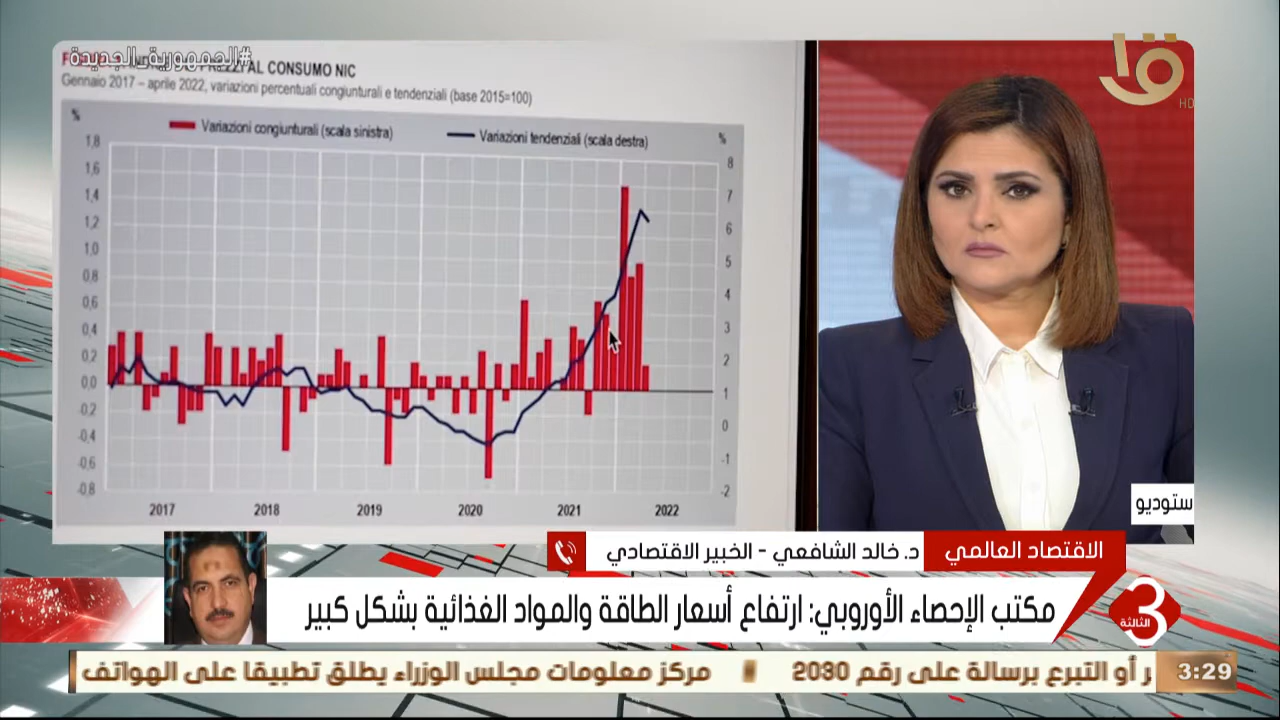 #الجمهورية_الجديدة
PREZZI AL CONSUMO NIC
Gennaio 2017 – aprile 2022, variazioni percentuali congiunturali e tendenziali (base 2015=100)
% Variazioni congiunturali (scala sinistra) Variazioni tendenziali (scala destra) %
1,8
1,6
1,4
1,2
1,0
0,8
0,6
0,4
0,2
0,0
-0,2
-0,4
-0,6
-0,8
8
7
6
5
4
3
2
1
0
-1
-2
2017 2018 2019 2020 2021 2022
HD
ستوديو
الاقتصاد العالمي
د. خالد الشافعي - الخبير الاقتصادي
مكتب الإحصاء الأوروبي: ارتفاع أسعار الطاقة والمواد الغذائية بشكل كبير
3
الثالثة
3:29
ر أو التبرع برسالة على رقم 2030
مركز معلومات مجلس الوزراء يطلق تطبيقا على الهواتف